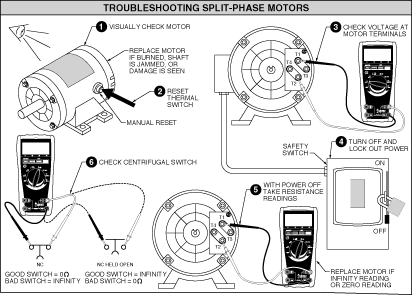 TROUBLESHOOTING SPLIT-PHASE MOTORS
1 VISUALLY CHECK MOTOR
REPLACE MOTOR
IF BURNED, SHAFT
IS JAMMED, OR
DAMAGE IS SEEN
2 RESET
THERMAL
SWITCH
MANUAL RESET
3 CHECK VOLTAGE AT
MOTOR TERMINALS
T1
T4
T3
T2
SAFETY
SWITCH
4 TURN OFF AND
LOCK OUT POWER
ON
OFF
6 CHECK CENTRIFUGAL SWITCH
NC
GOOD SWITCH = 0Ω
BAD SWITCH = INFINITY
NC HELD OPEN
GOOD SWITCH = INFINITY
BAD SWITCH = 0Ω
5 WITH POWER OFF
TAKE RESISTANCE
READINGS
T1
T4
T3
T2
REPLACE MOTOR IF
INFINITY READING
OR ZERO READING